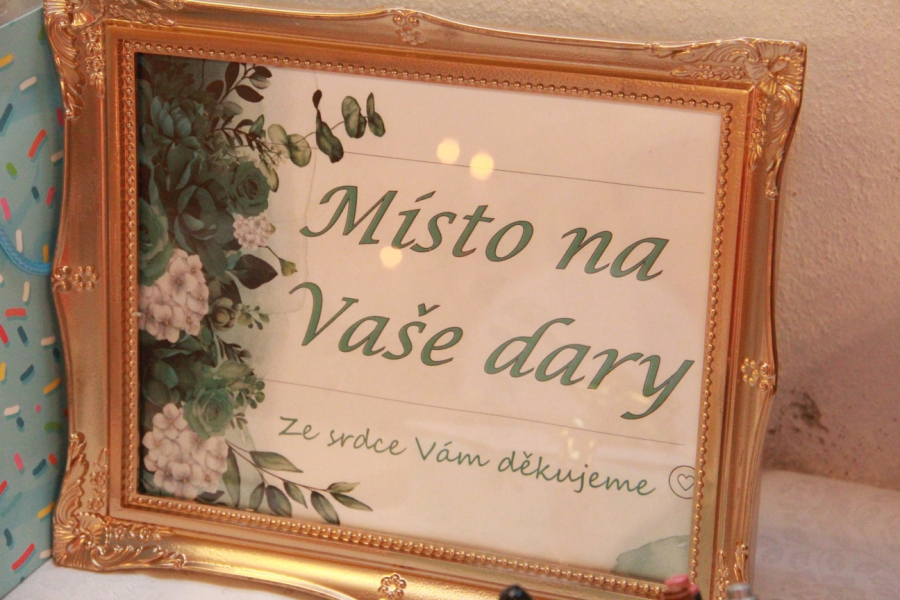 Místo na
Vaše dary
Ze srdce Vám děkujeme